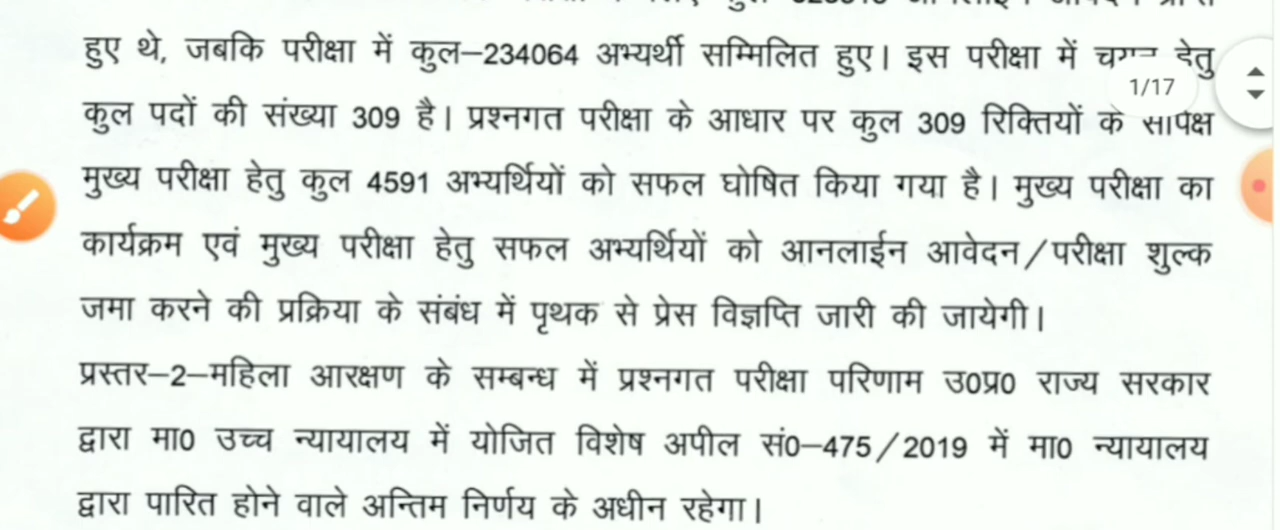 हुए थे, जबकि परीक्षा में कुल–234064 अभ्यर्थी सम्मिलित हुए। इस परीक्षा में हेतु
1/17
कुल पदों की संख्या 309 है। प्रश्नगत परीक्षा के आधार पर कुल 309 रिक्तियों के सापेक्ष
मुख्य परीक्षा हेतु कुल 4591 अभ्यर्थियों को सफल घोषित किया गया है। मुख्य परीक्षा का
कार्यक्रम एवं मुख्य परीक्षा हेतु सफल अभ्यर्थियों को आनलाईन आवेदन/परीक्षा शुल्क
जमा करने की प्रक्रिया के संबंध में पृथक से प्रेस विज्ञप्ति जारी की जायेगी।
प्रस्तर–2–महिला आरक्षण के सम्बन्ध में प्रश्नगत परीक्षा परिणाम उ0प्र0 राज्य सरकार
द्वारा मा0 उच्च न्यायालय में योजित विशेष अपील सं0–475/2019 में मा0 न्यायालय
द्वारा पारित होने वाले अन्तिम निर्णय के अधीन रहेगा।